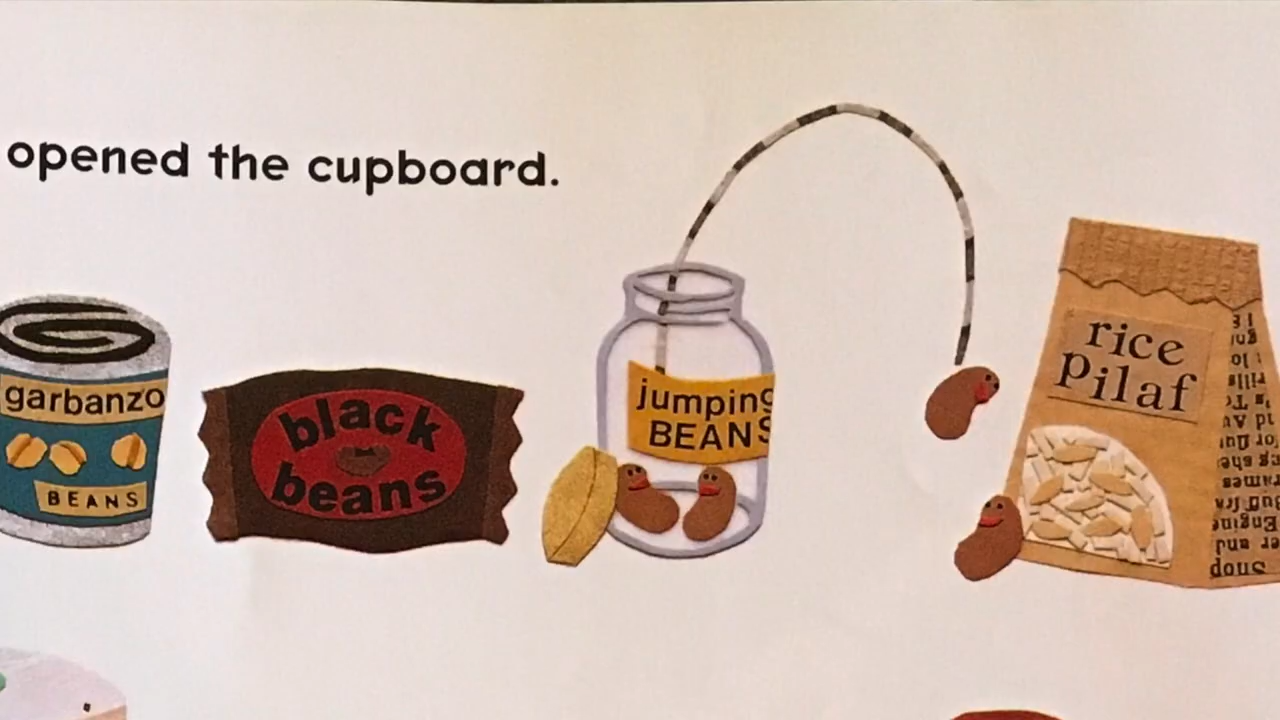 opened the cupboard.
garbanzo
BEANS
black
beans
jumping
BEANS
rice
pilaf